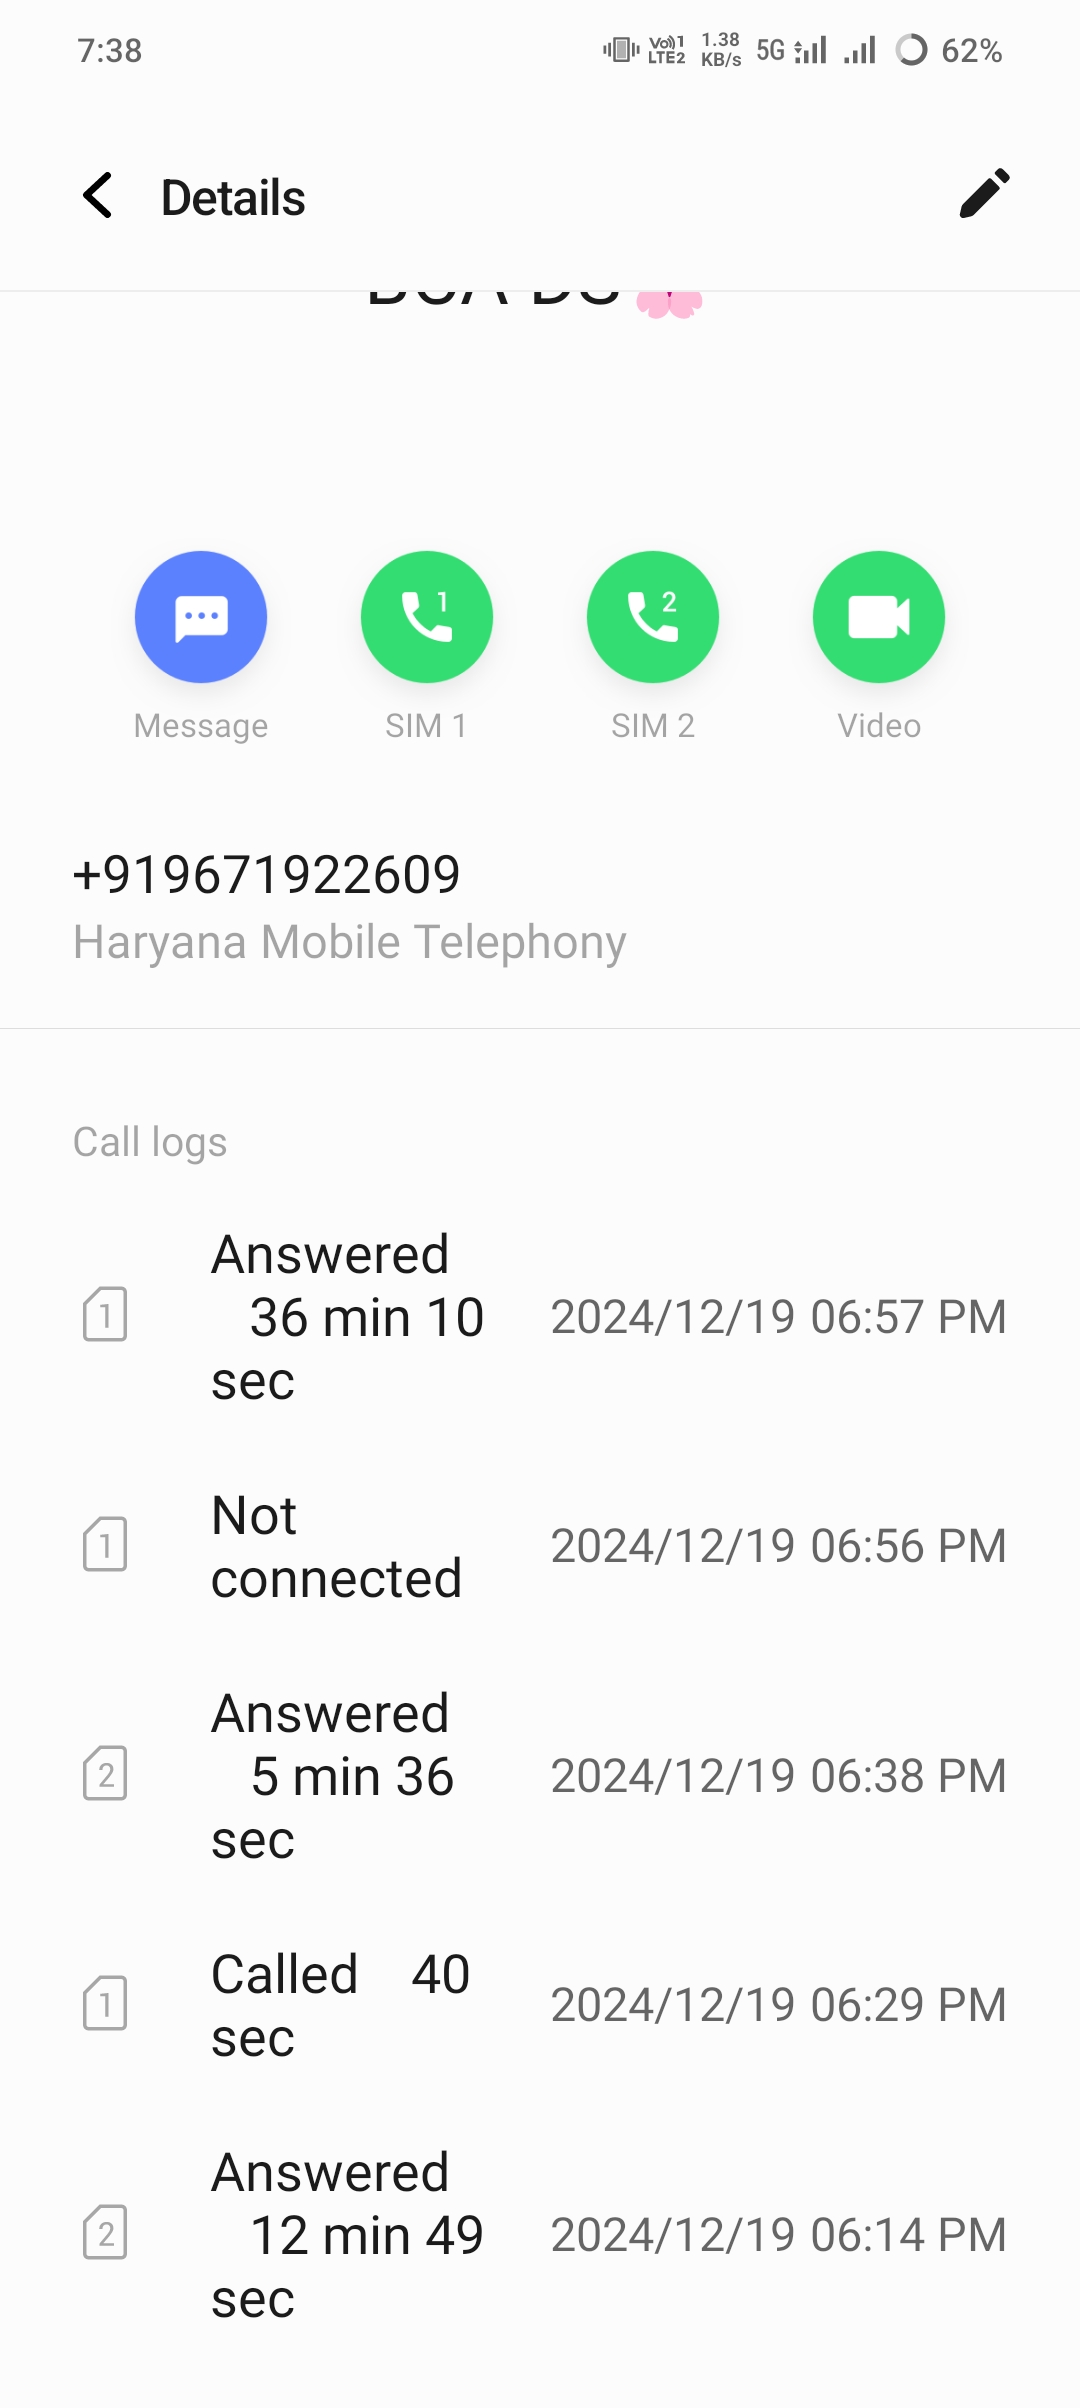 7:38
Vo)) 1 LTE2 1.38 KB/s 5G 62%
Details
Message SIM 1 SIM 2 Video
+919671922609
Haryana Mobile Telephony
Call logs
1 Answered 36 min 10 sec 2024/12/19 06:57 PM
1 Not connected 2024/12/19 06:56 PM
2 Answered 5 min 36 sec 2024/12/19 06:38 PM
1 Called 40 sec 2024/12/19 06:29 PM
2 Answered 12 min 49 sec 2024/12/19 06:14 PM